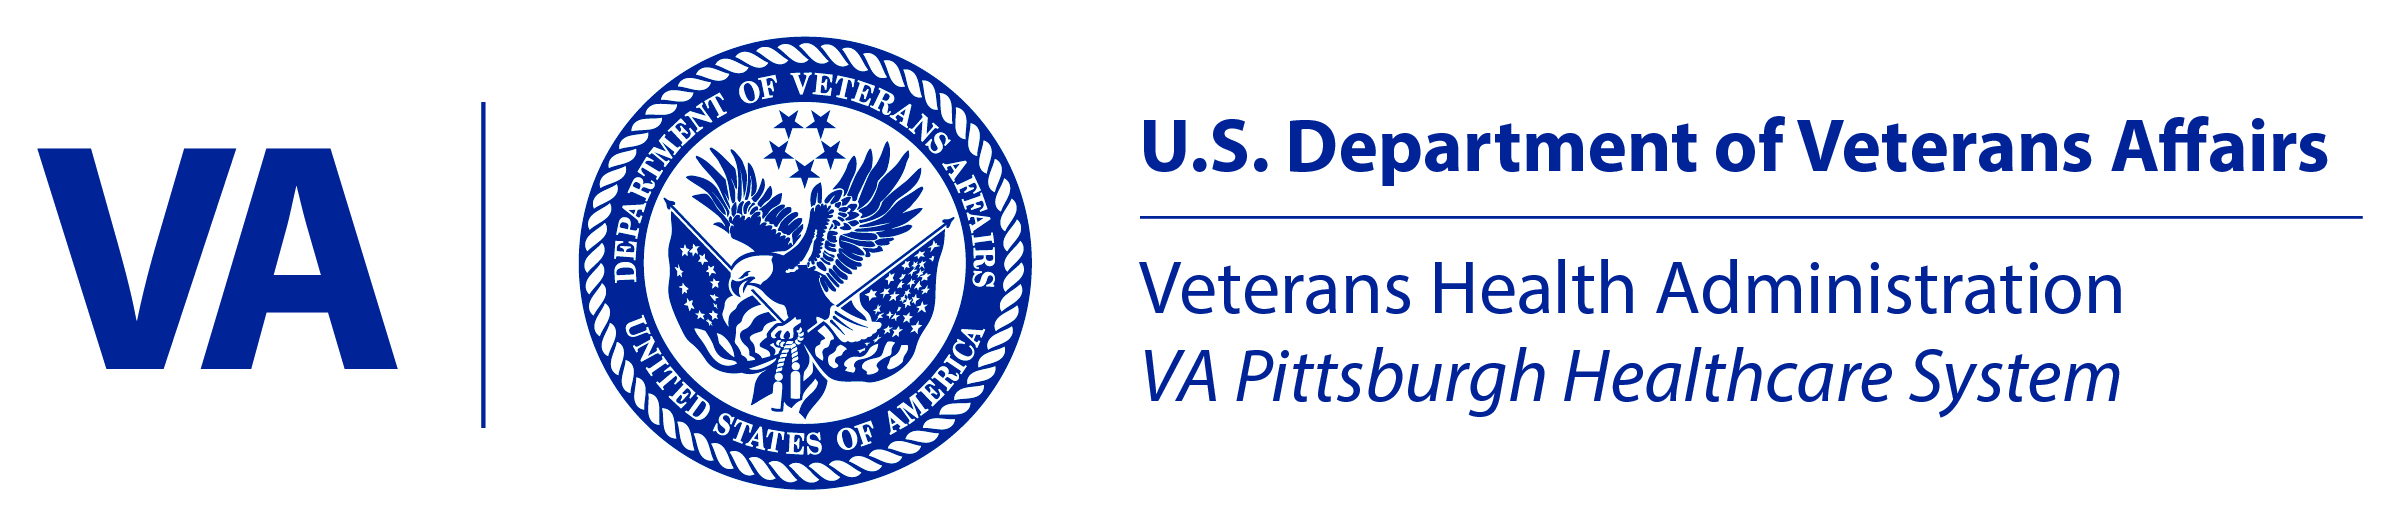 VA
DEPARTMENT OF VETERANS AFFAIRS
UNITED STATES OF AMERICA
U.S. Department of Veterans Affairs
Veterans Health Administration
VA Pittsburgh Healthcare System